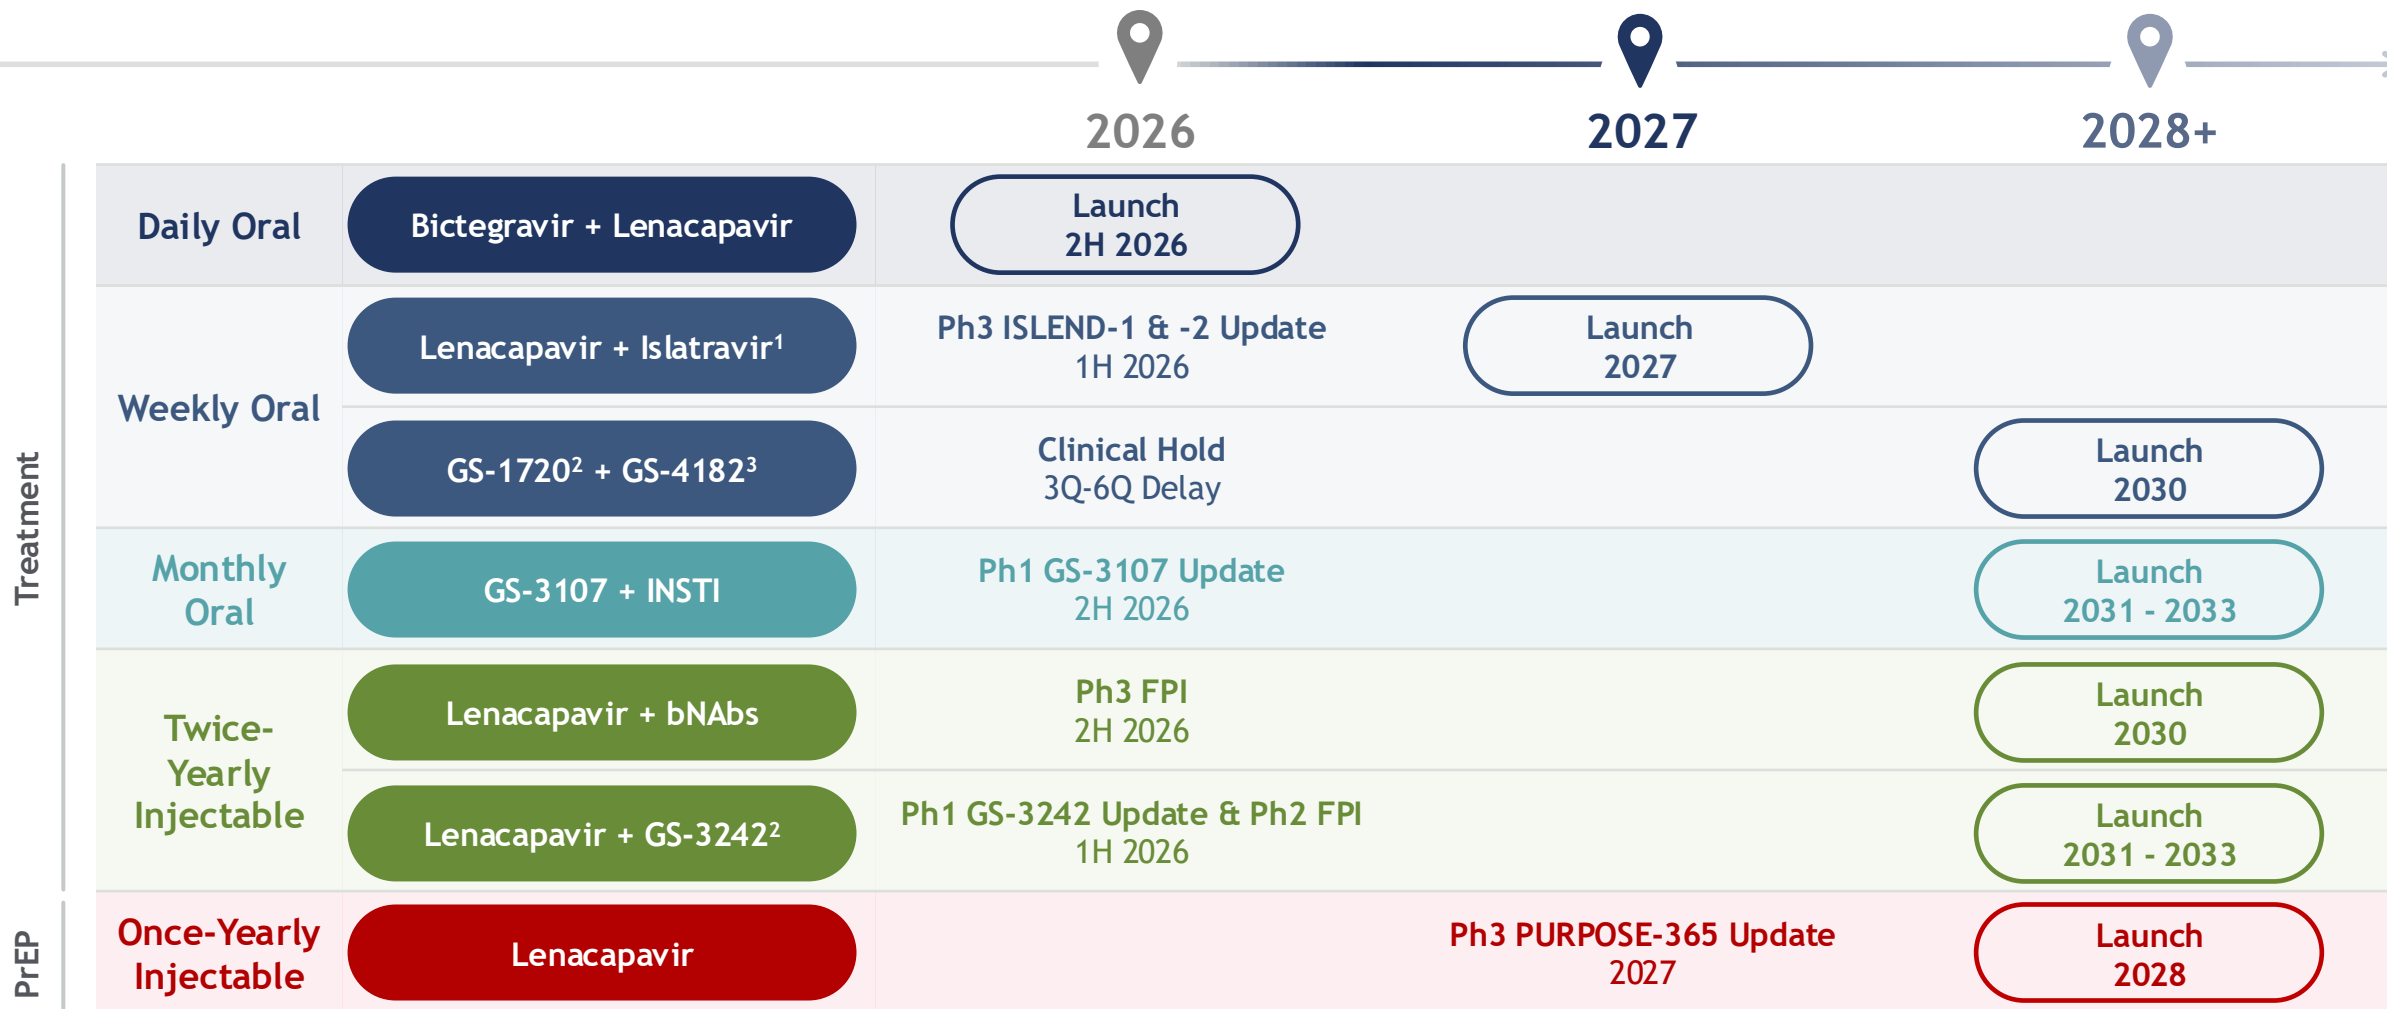 2026
2027
2028+
Treatment
Daily Oral
Bictegravir + Lenacapavir
Launch
2H 2026
Weekly Oral
Lenacapavir + Islatravir¹
Ph3 ISLEND-1 & -2 Update
1H 2026
Launch
2027
GS-1720² + GS-4182³
Clinical Hold
3Q-6Q Delay
Launch
2030
Monthly
Oral
GS-3107 + INSTI
Ph1 GS-3107 Update
2H 2026
Launch
2031 - 2033
Twice-
Yearly
Injectable
Lenacapavir + bNAbs
Ph3 FPI
2H 2026
Launch
2030
Lenacapavir + GS-3242²
Ph1 GS-3242 Update & Ph2 FPI
1H 2026
Launch
2031 - 2033
PrEP
Once-Yearly
Injectable
Lenacapavir
Ph3 PURPOSE-365 Update
2027
Launch
2028